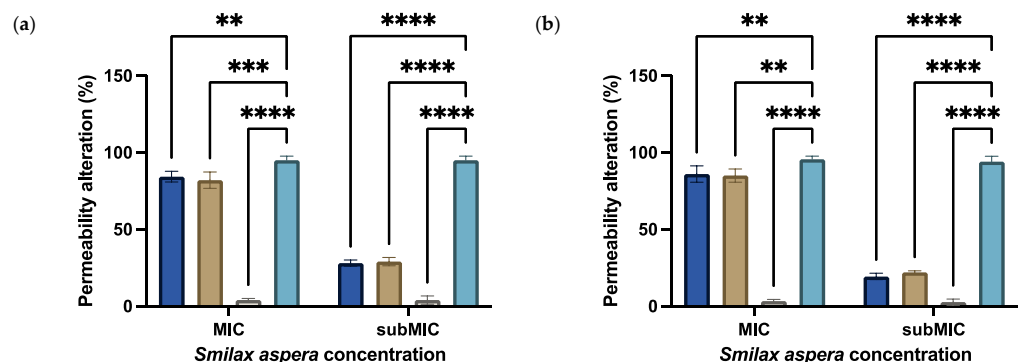 (a)
**
****
***
****
****
****
Permeability alteration (%)
150
100
50
0
MIC
subMIC
Smilax aspera concentration
(b)
**
****
**
****
****
****
Permeability alteration (%)
150
100
50
0
MIC
subMIC
Smilax aspera concentration